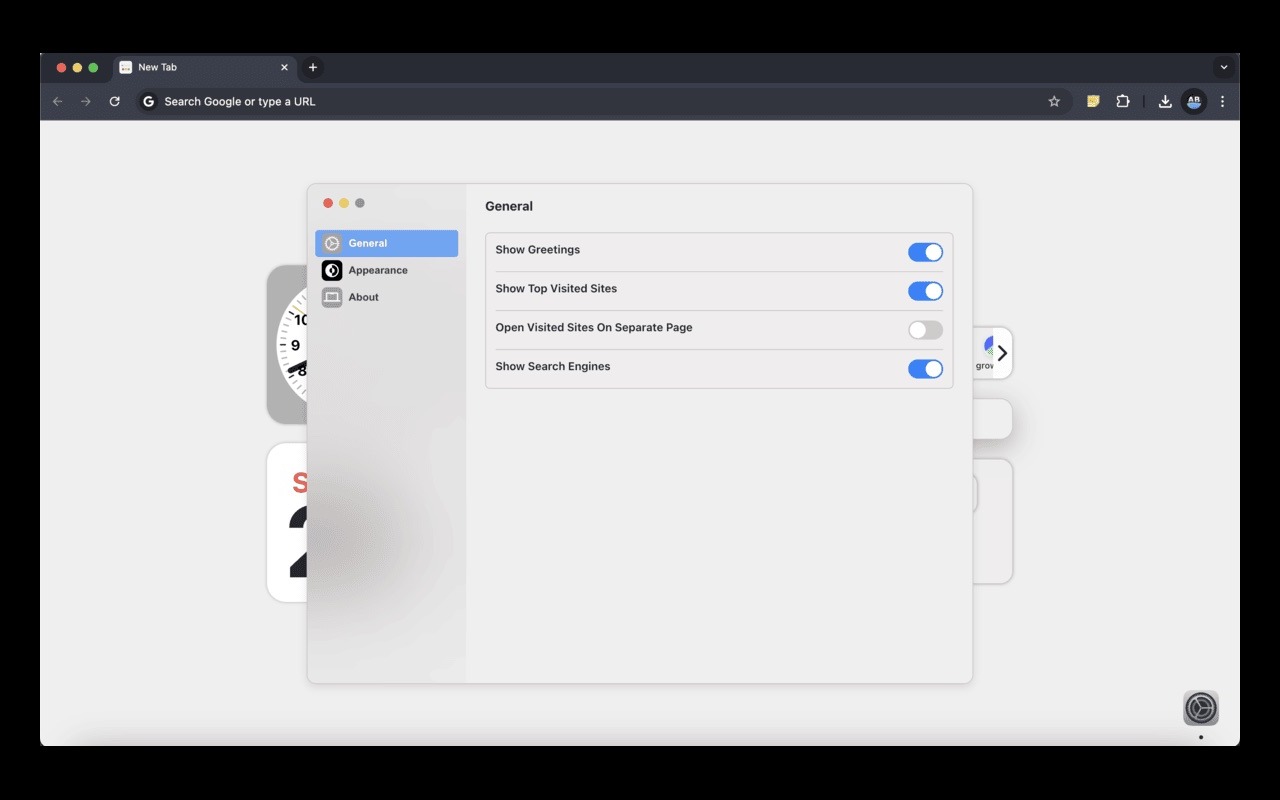 New Tab
Search Google or type a URL
AB
General
General
Appearance
About
Show Greetings
Show Top Visited Sites
Open Visited Sites On Separate Page
Show Search Engines
10
9
8
S
2
grov